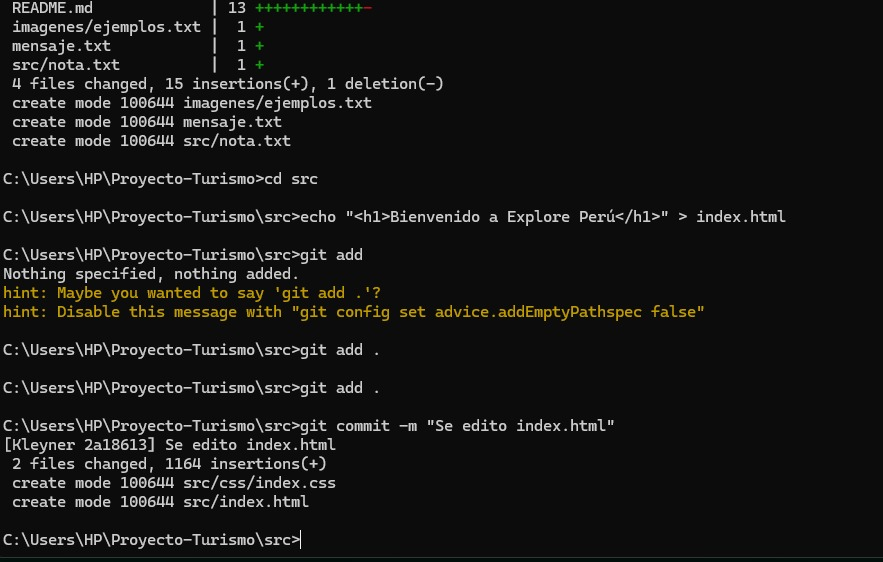 README.md | 13 ++++++++++++-
imagenes/ejemplos.txt | 1 +
mensaje.txt | 1 +
src/nota.txt | 1 +
4 files changed, 15 insertions(+), 1 deletion(-)
create mode 100644 imagenes/ejemplos.txt
create mode 100644 mensaje.txt
create mode 100644 src/nota.txt
C:\Users\HP\Proyecto-Turismo>cd src
C:\Users\HP\Proyecto-Turismo\src>echo "<h1>Bienvenido a Explore Perú</h1>" > index.html
C:\Users\HP\Proyecto-Turismo\src>git add
Nothing specified, nothing added.
hint: Maybe you wanted to say 'git add .'?
hint: Disable this message with "git config set advice.addEmptyPathspec false"
C:\Users\HP\Proyecto-Turismo\src>git add .
C:\Users\HP\Proyecto-Turismo\src>git add .
C:\Users\HP\Proyecto-Turismo\src>git commit -m "Se edito index.html"
[Kleyner 2a18613] Se edito index.html
2 files changed, 1164 insertions(+)
create mode 100644 src/css/index.css
create mode 100644 src/index.html
C:\Users\HP\Proyecto-Turismo\src>